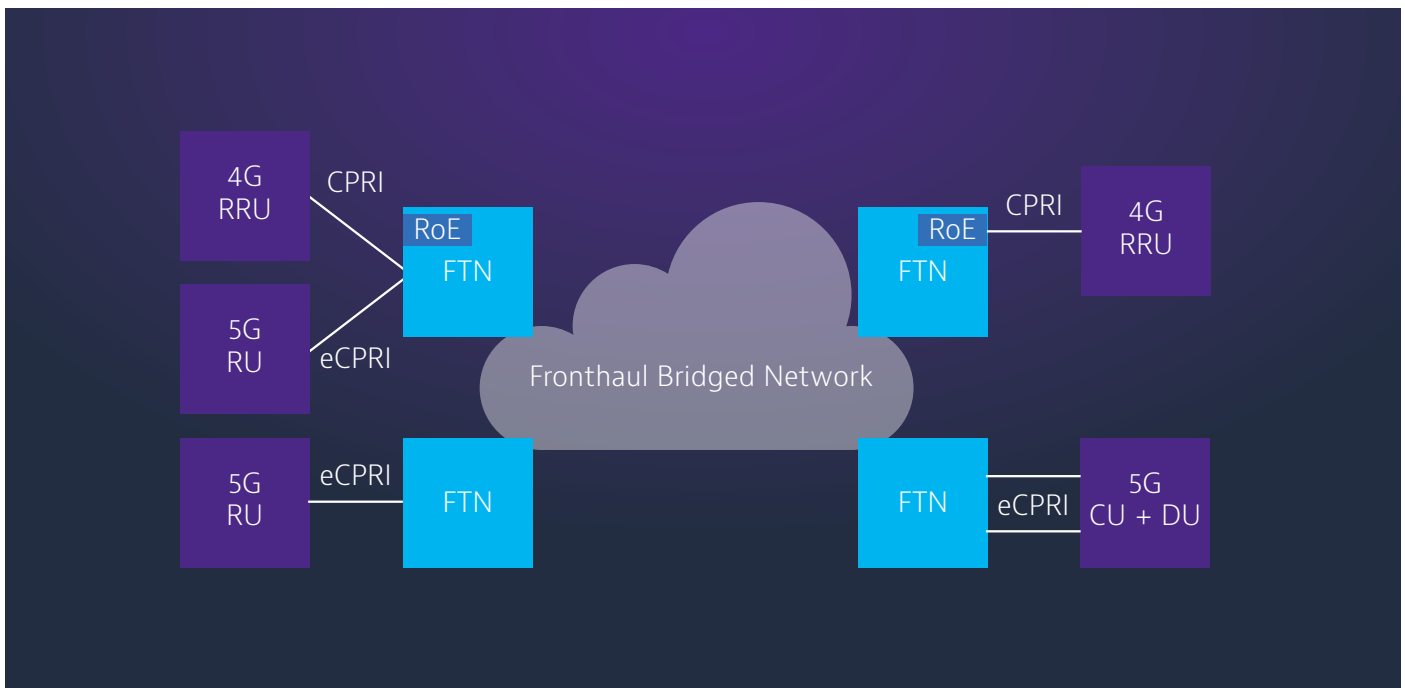 4G
RRU
CPRI
RoE
FTN
5G
RU
eCPRI
5G
RU
eCPRI
FTN
Fronthaul Bridged Network
RoE
FTN
CPRI
4G
RRU
FTN
eCPRI
5G
CU + DU